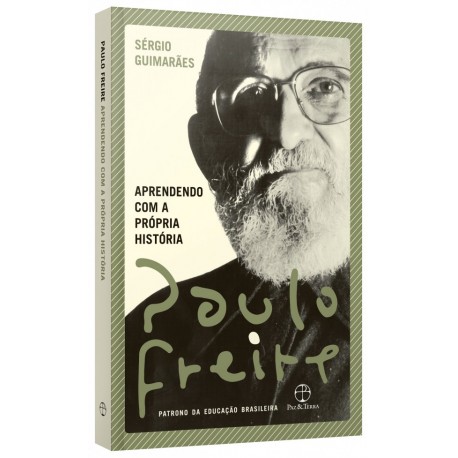 SÉRGIO
GUIMARÃES
APRENDENDO
COM A
PRÓPRIA
HISTÓRIA
Paulo
Freire
PATRONO DA EDUCAÇÃO BRASILEIRA
PAZ & TERRA
PAULO FREIRE APRENDENDO COM A PRÓPRIA HISTÓRIA